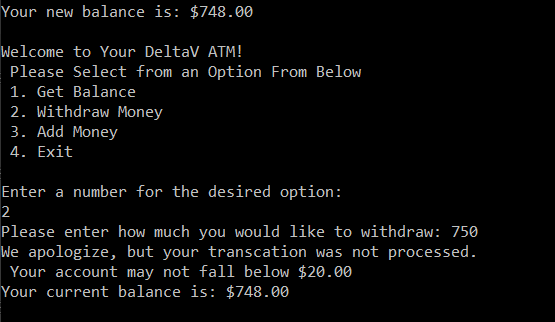 Your new balance is: $748.00
Welcome to Your DeltaV ATM!
Please Select from an Option From Below
1. Get Balance
2. Withdraw Money
3. Add Money
4. Exit
Enter a number for the desired option:
2
Please enter how much you would like to withdraw: 750
We apologize, but your transcation was not processed.
Your account may not fall below $20.00
Your current balance is: $748.00